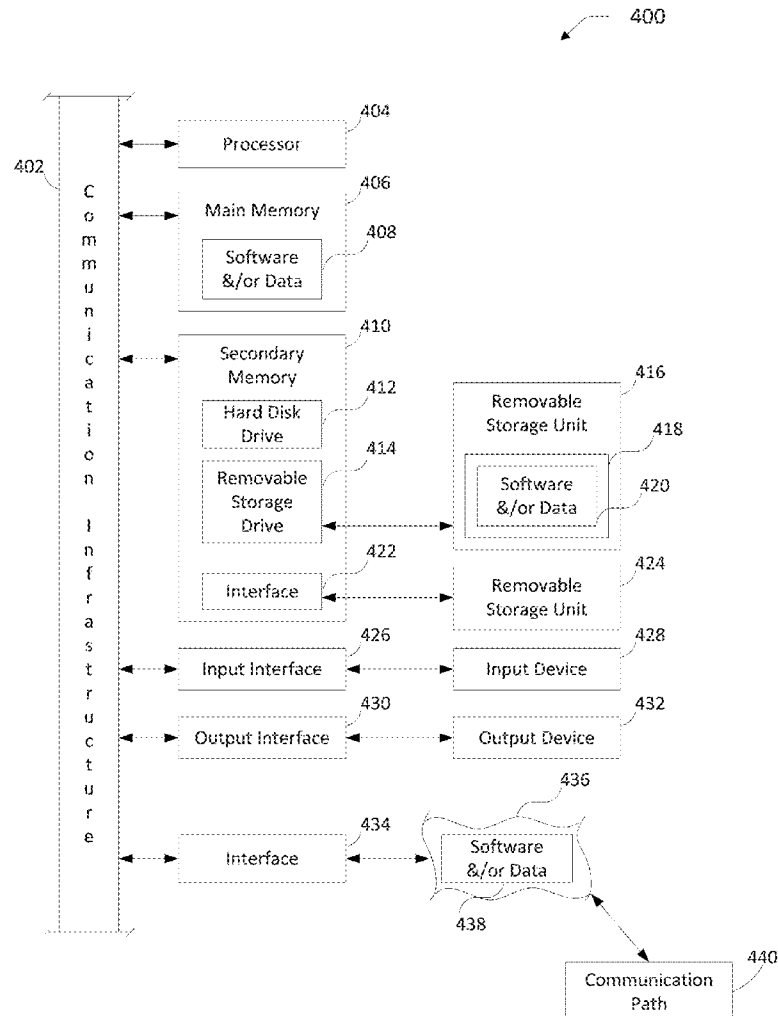 400
402
Communication Infrastructure
404
Processor
406
Main Memory
408
Software
&/or Data
410
Secondary
Memory
412
Hard Disk
Drive
414
Removable
Storage
Drive
416
Removable
Storage Unit
418
Software
&/or Data
420
422
Interface
424
Removable
Storage Unit
426
Input Interface
428
Input Device
430
Output Interface
432
Output Device
434
Interface
436
Software
&/or Data
438
440
Communication
Path